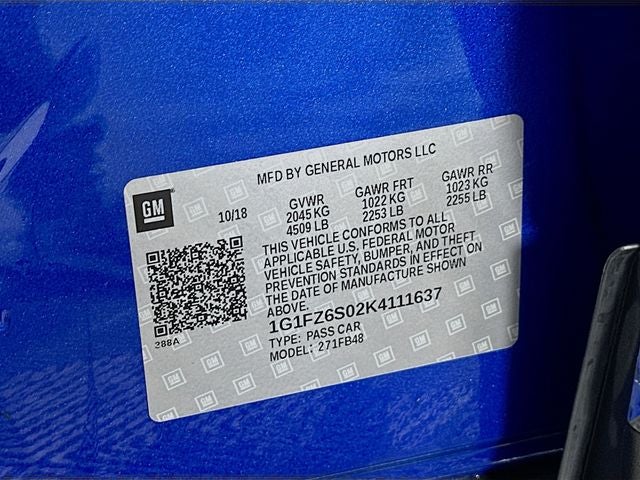 MFD BY GENERAL MOTORS LLC
GM
10/18
GVWR GAWR FRT GAWR RR
2045 KG 1022 KG 1023 KG
4509 LB 2253 LB 2255 LB
THIS VEHICLE CONFORMS TO ALL
APPLICABLE U.S. FEDERAL MOTOR
VEHICLE SAFETY, BUMPER, AND THEFT
PREVENTION STANDARDS IN EFFECT ON
THE DATE OF MANUFACTURE SHOWN
ABOVE.
1G1FZ6S02K4111637
TYPE: PASS CAR
MODEL: 271FB48
288A